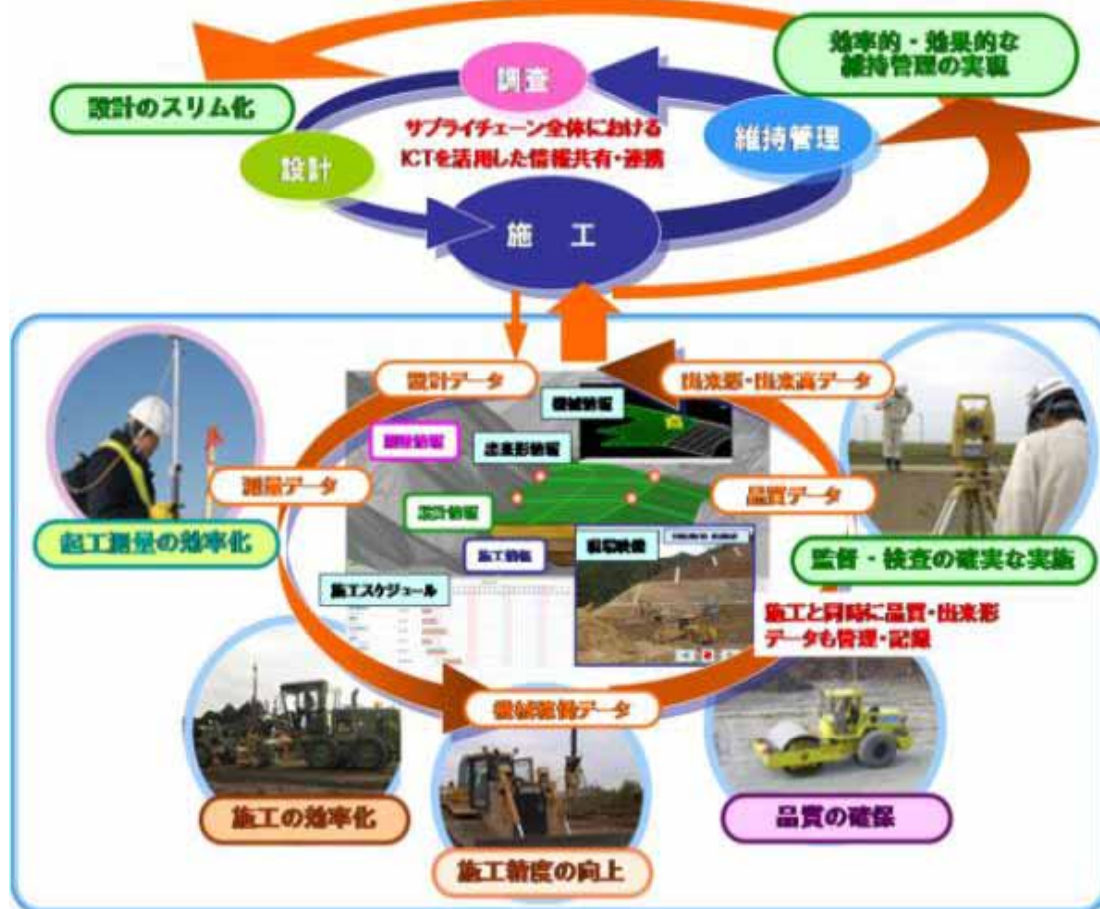 効率的・効果的な
維持管理の実現
調査
設計のスリム化
サプライチェーン全体における
ICTを活用した情報共有・連携
維持管理
設計
施 工
設計データ
出来形・出来高データ
機械情報
出来形情報
測量データ
品質データ
設計情報
起工測量の効率化
施工情報
現場映像
監督・検査の確実な実施
施工スケジュール
施工と同時に品質・出来形
データも管理・記録
機械稼働データ
施工の効率化
品質の確保
施工精度の向上